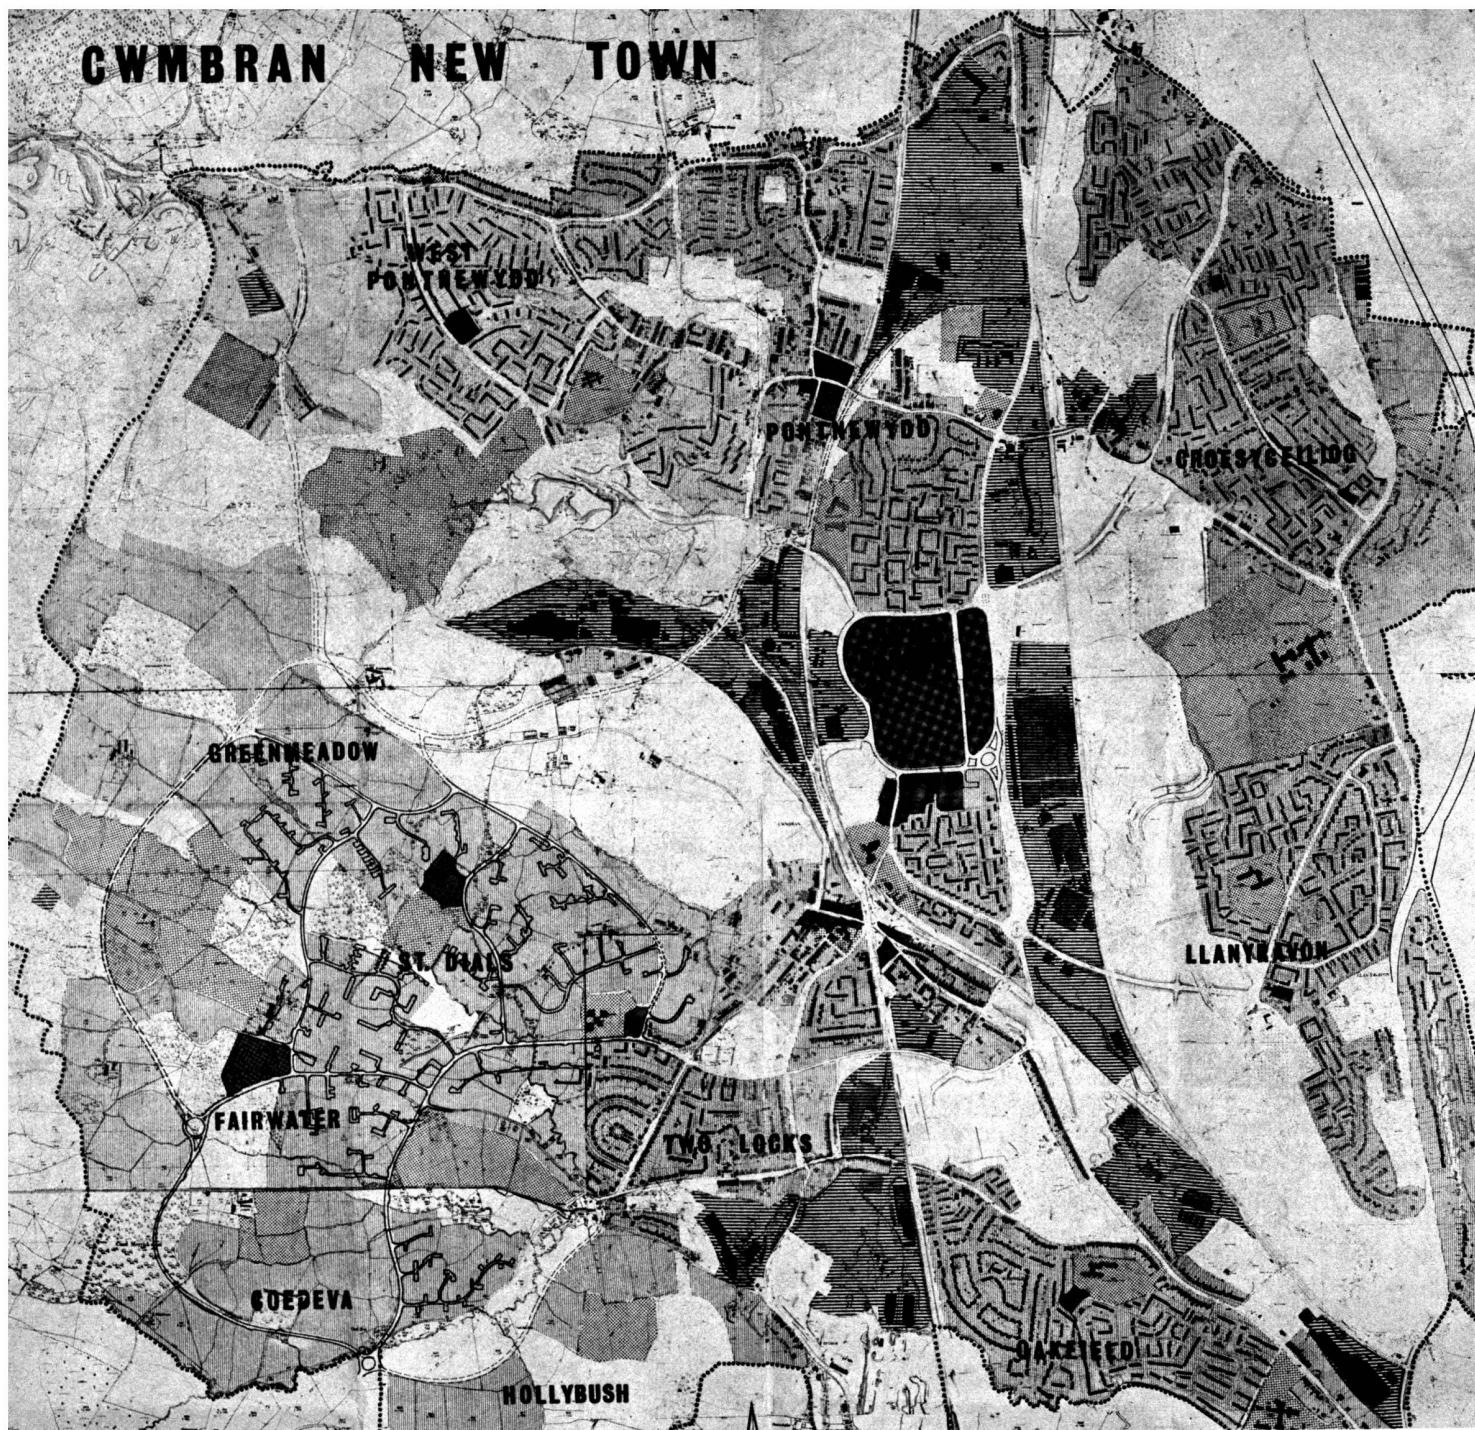 CWMBRAN NEW TOWN
WEST
PONTNEWYDD
PONTNEWYDD
CROESYCEILIOG
GREENMEADOW
ST. DIALS
LLANYRAVON
FAIRWATER
TWO LOCKS
COEDEVA
OAKFIELD
HOLLYBUSH